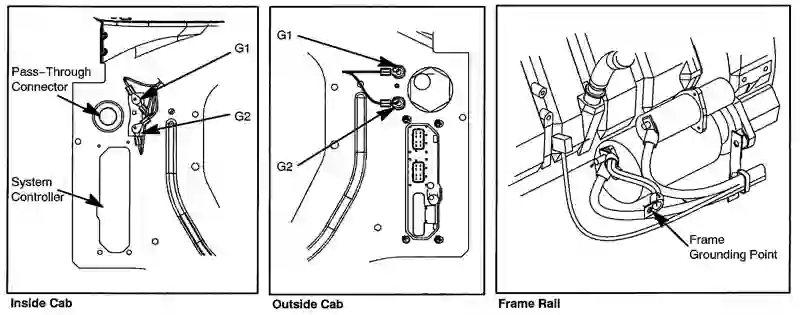 G1
Pass-Through
Connector
G2
System
Controller
Inside Cab
G1
G2
Outside Cab
Frame
Grounding Point
Frame Rail